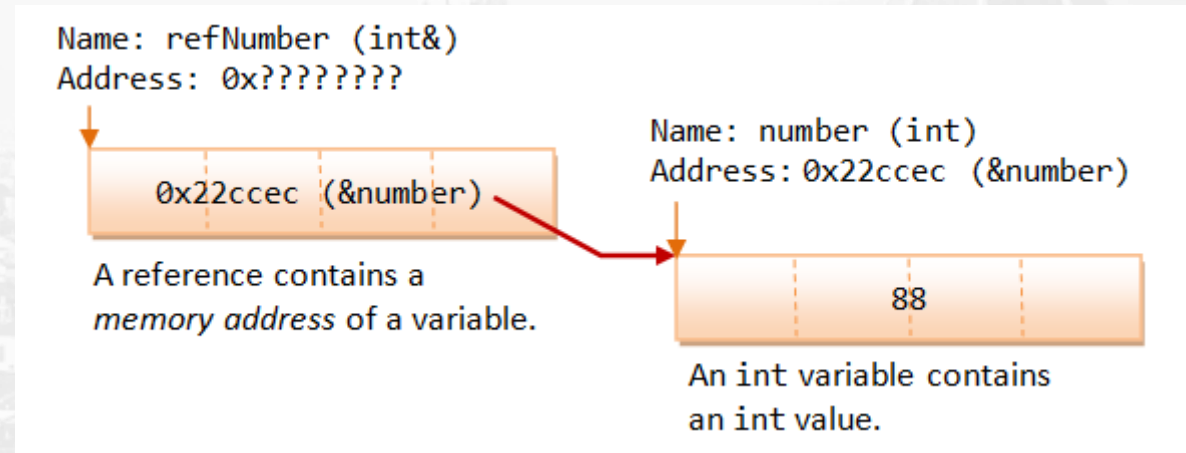 Name: refNumber (int&)
Address: 0x????????
0x22ccec (&number)
A reference contains a
memory address of a variable.
Name: number (int)
Address: 0x22ccec (&number)
88
An int variable contains
an int value.